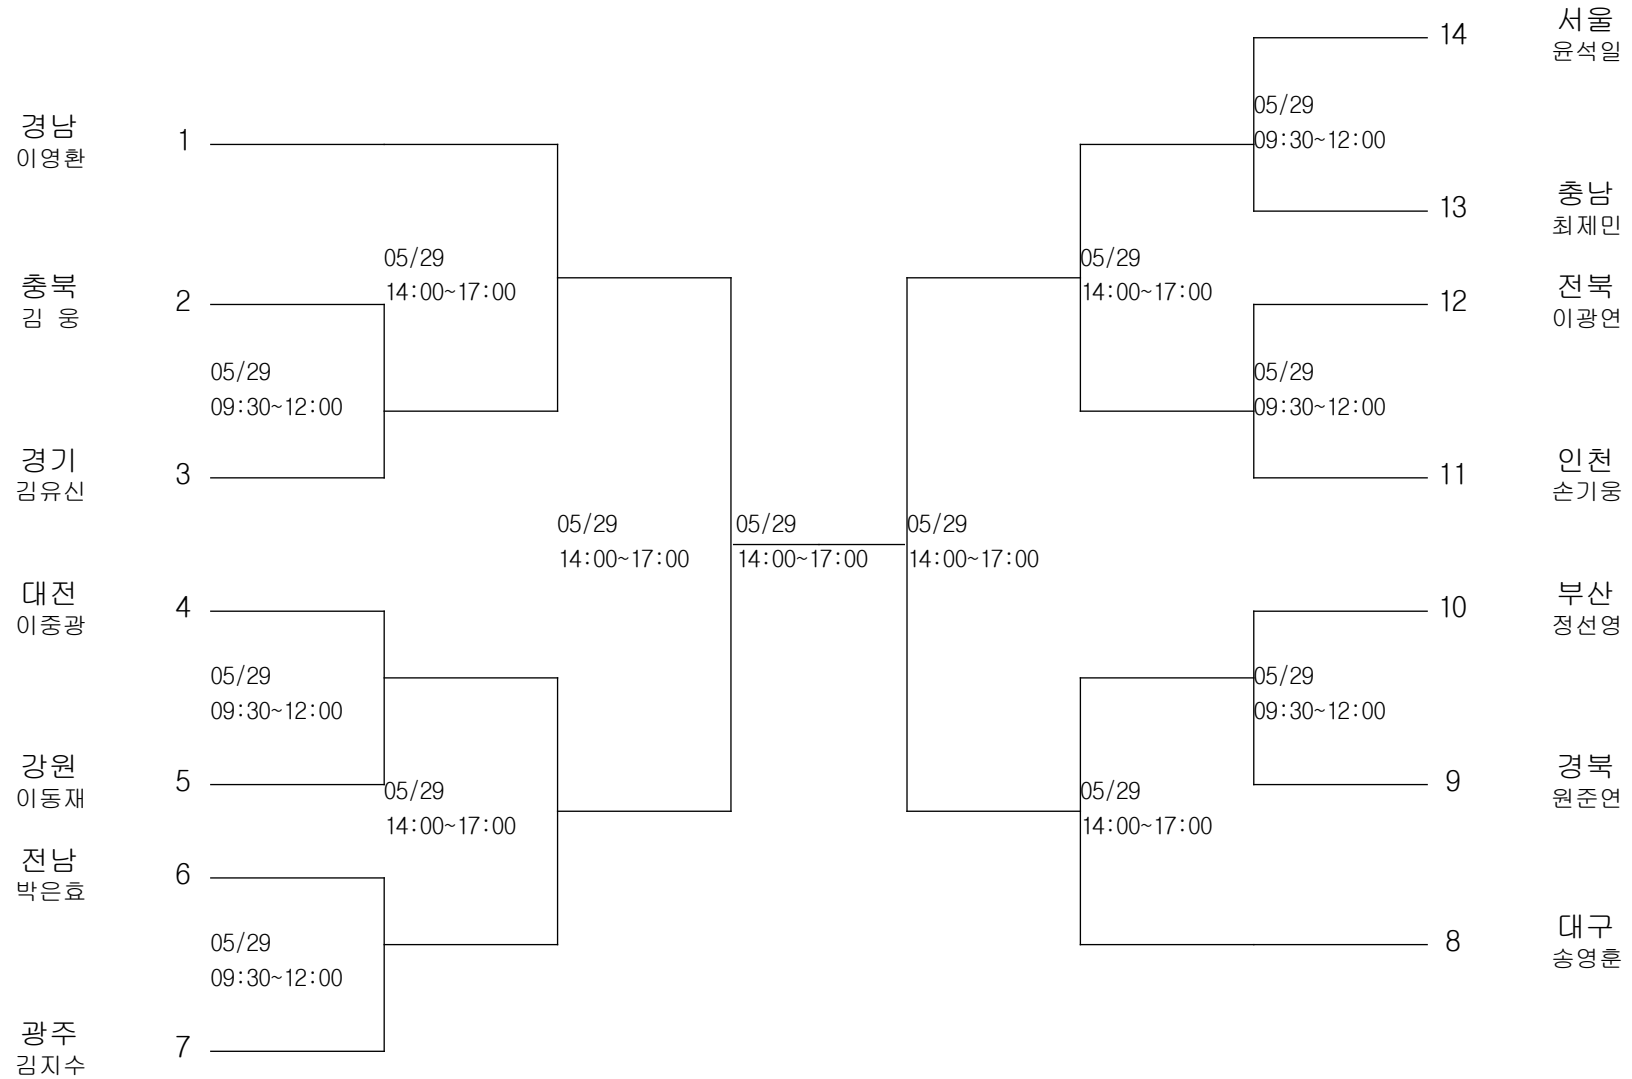 서울
14
윤석일
05/29
09:30~12:00
경남
1
이영환
충남
13
최제민
05/29
14:00~17:00
05/29
14:00~17:00
충북
2
김 웅
전북
12
이광연
05/29
09:30~12:00
05/29
09:30~12:00
경기
3
김유신
인천
11
손기웅
05/29
14:00~17:00
05/29
14:00~17:00
05/29
14:00~17:00
대전
4
이중광
부산
10
정선영
05/29
09:30~12:00
05/29
09:30~12:00
강원
5
이동재
경북
9
원준연
05/29
14:00~17:00
05/29
14:00~17:00
전남
6
박은효
대구
8
송영훈
05/29
09:30~12:00
광주
7
김지수